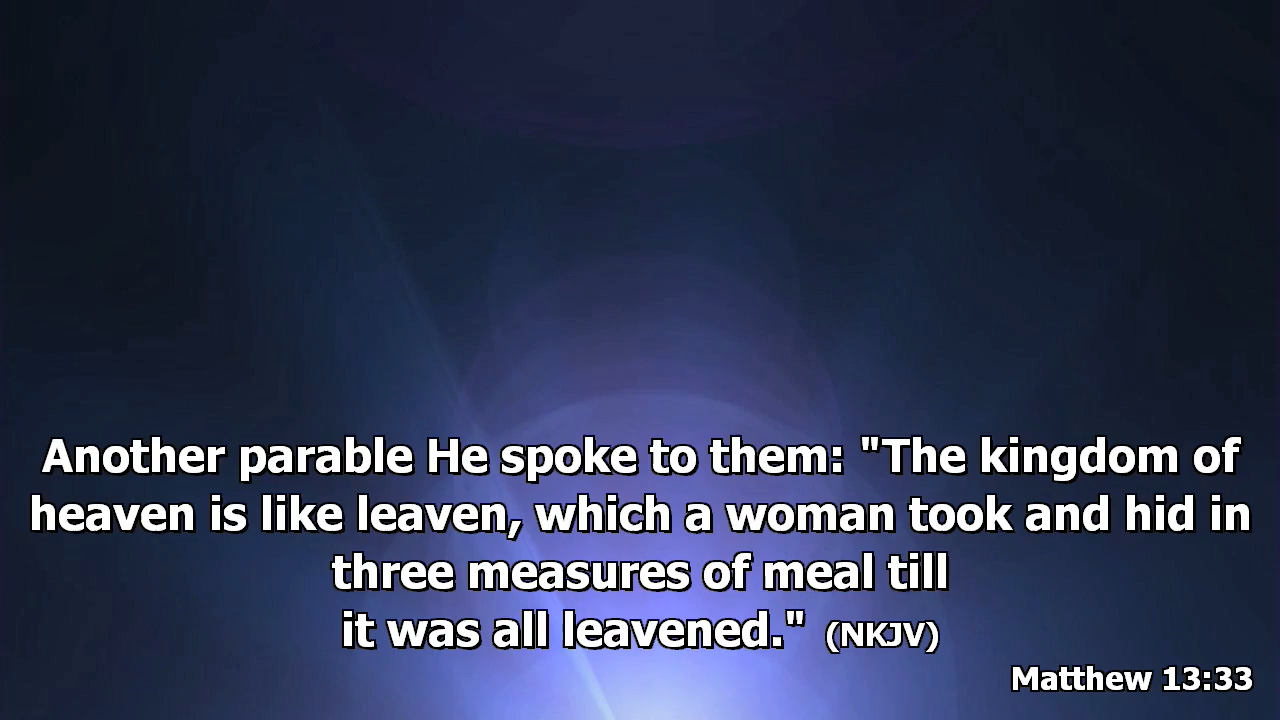 Another parable He spoke to them: "The kingdom of
heaven is like leaven, which a woman took and hid in
three measures of meal till
it was all leavened." (NKJV)
Matthew 13:33